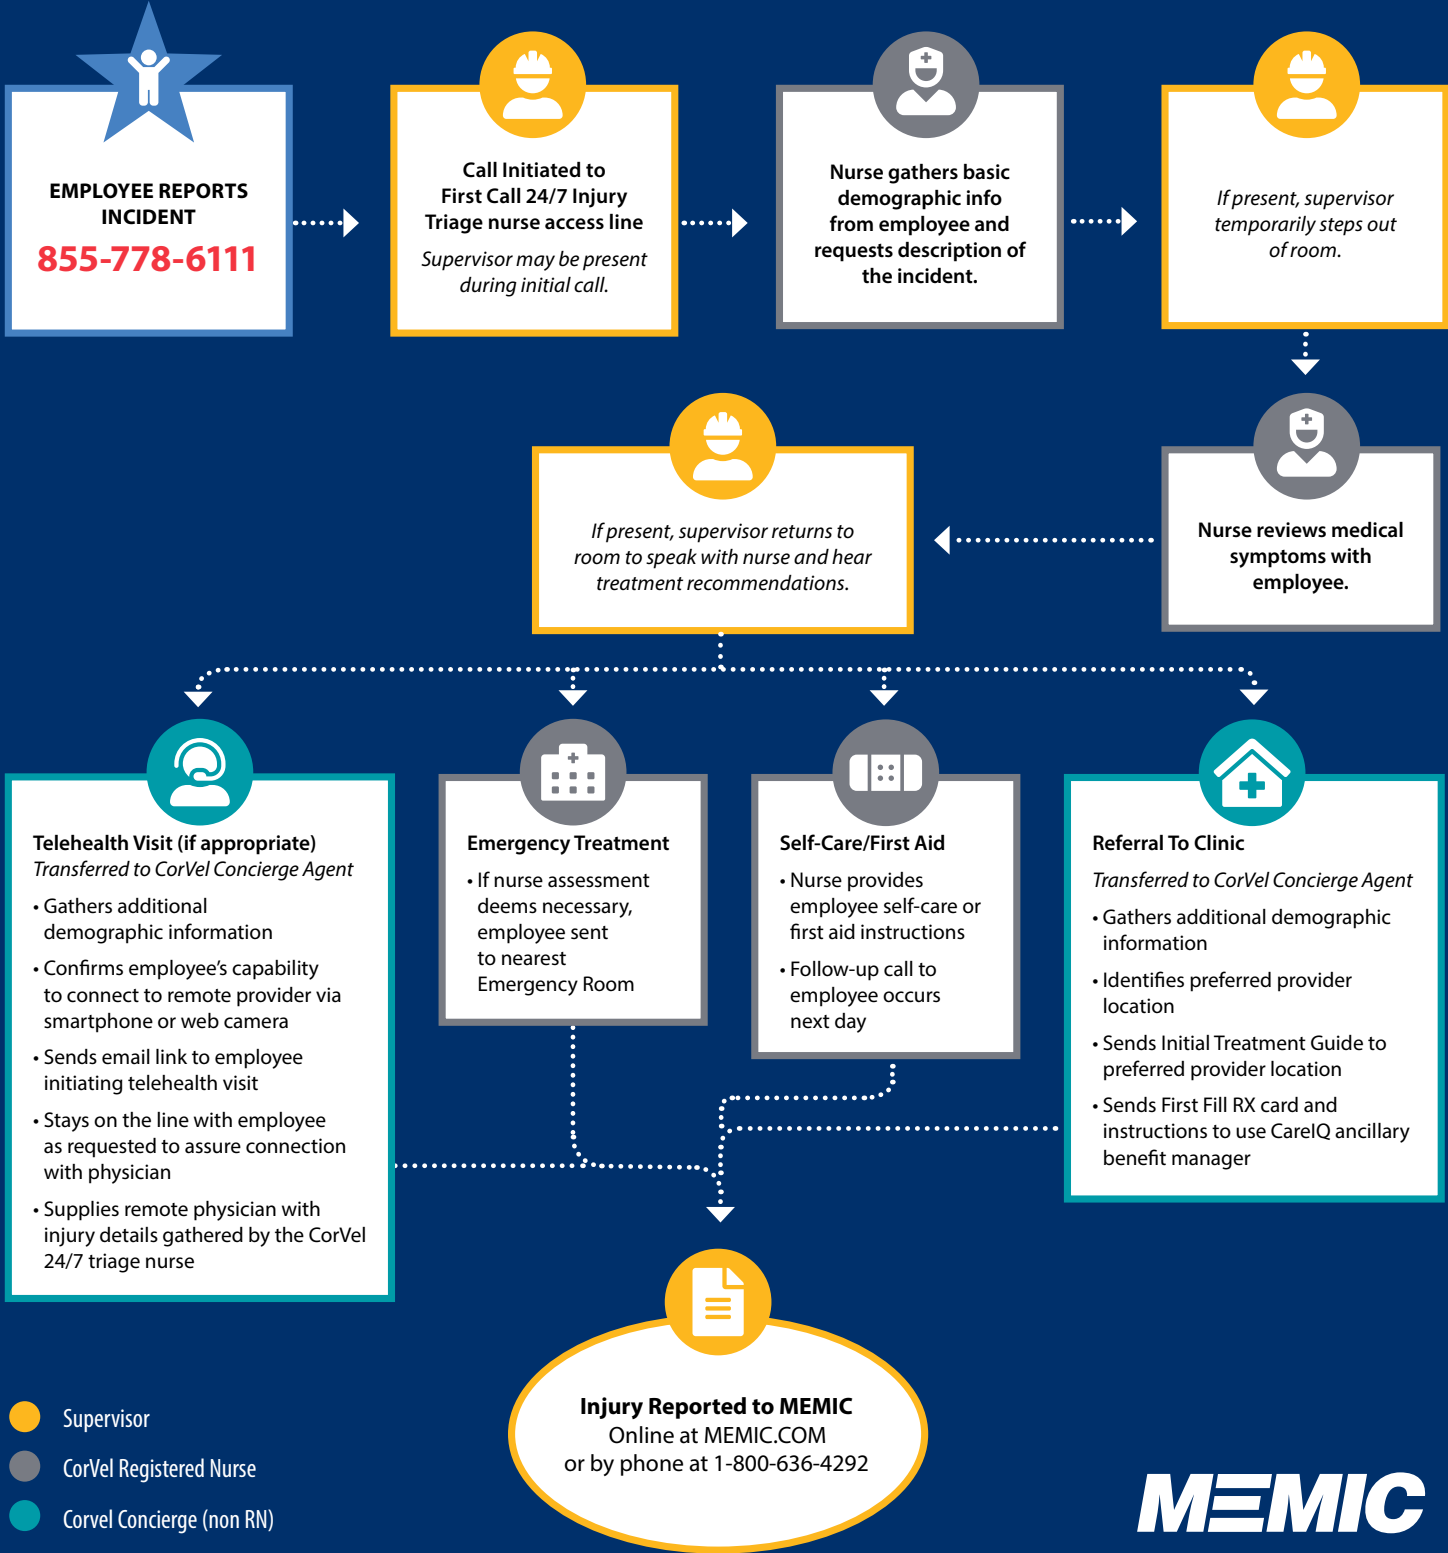 EMPLOYEE REPORTS
INCIDENT
855-778-6111
Call Initiated to
First Call 24/7 Injury
Triage nurse access line
Supervisor may be present
during initial call.
Nurse gathers basic
demographic info
from employee and
requests description of
the incident.
If present, supervisor
temporarily steps out
of room.
Nurse reviews medical
symptoms with
employee.
If present, supervisor returns to
room to speak with nurse and hear
treatment recommendations.
Telehealth Visit (if appropriate)
Transferred to CorVel Concierge Agent
• Gathers additional
demographic information
• Confirms employee’s capability
to connect to remote provider via
smartphone or web camera
• Sends email link to employee
initiating telehealth visit
• Stays on the line with employee
as requested to assure connection
with physician
• Supplies remote physician with
injury details gathered by the CorVel
24/7 triage nurse
Emergency Treatment
• If nurse assessment
deems necessary,
employee sent
to nearest
Emergency Room
Self-Care/First Aid
• Nurse provides
employee self-care or
first aid instructions
• Follow-up call to
employee occurs
next day
Referral To Clinic
Transferred to CorVel Concierge Agent
• Gathers additional demographic
information
• Identifies preferred provider
location
• Sends Initial Treatment Guide to
preferred provider location
• Sends First Fill RX card and
instructions to use CareIQ ancillary
benefit manager
Injury Reported to MEMIC
Online at MEMIC.COM
or by phone at 1-800-636-4292
Supervisor
CorVel Registered Nurse
Corvel Concierge (non RN)
MEMIC